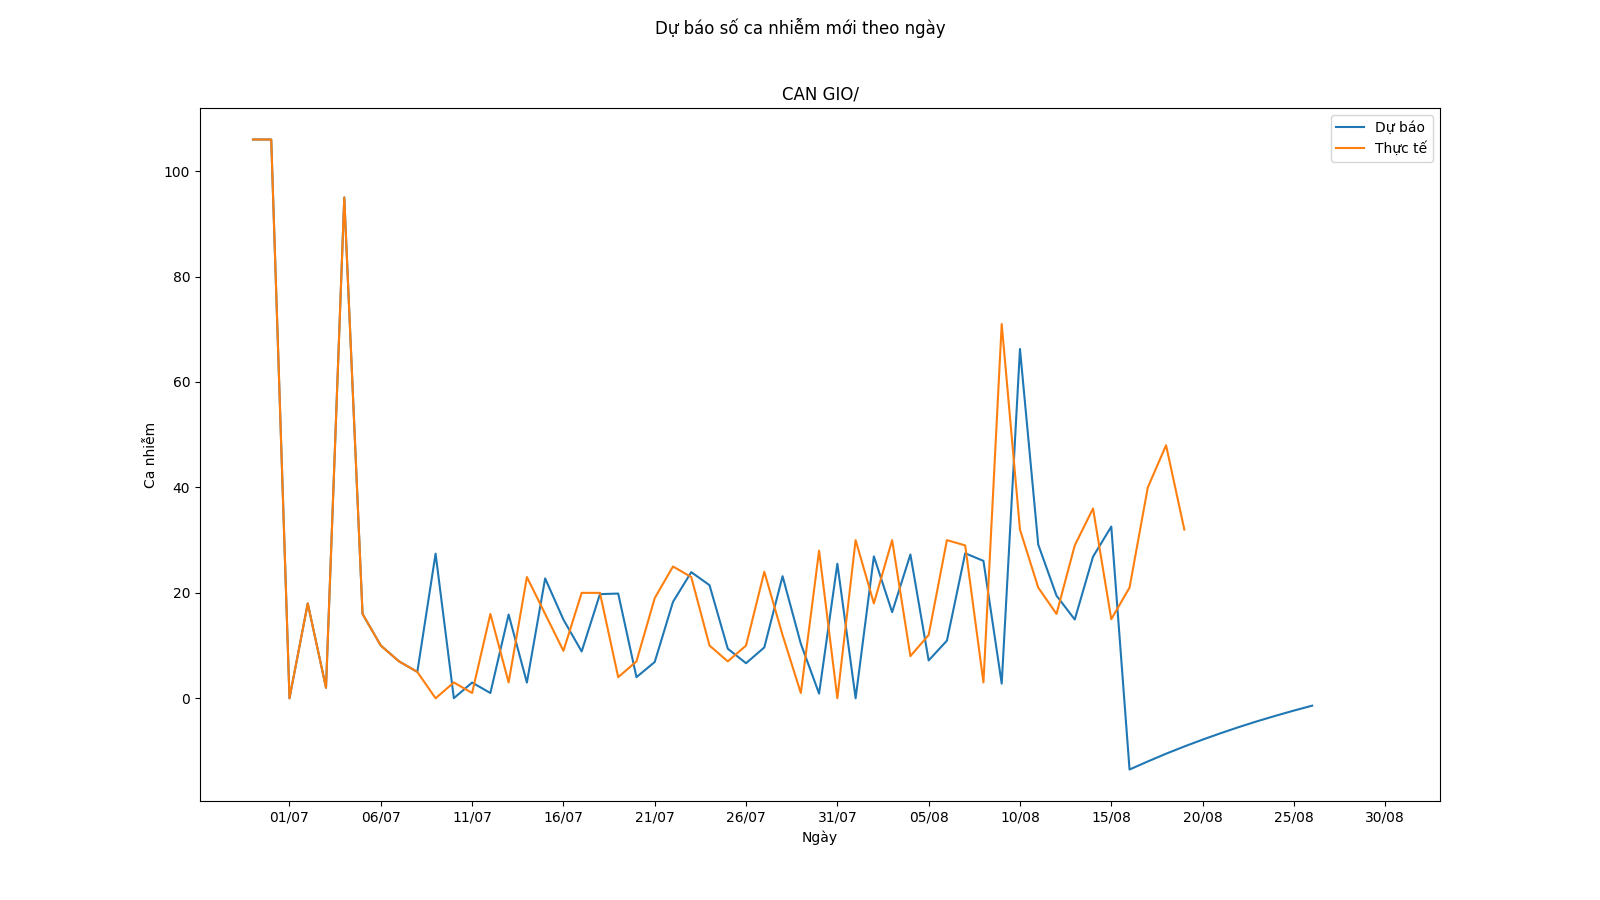 Dự báo số ca nhiễm mới theo ngày
CAN GIO/
Dự báo
Thực tế
100
80
60
40
20
0
Ca nhiễm
01/07 06/07 11/07 16/07 21/07 26/07 31/07 05/08 10/08 15/08 20/08 25/08 30/08
Ngày